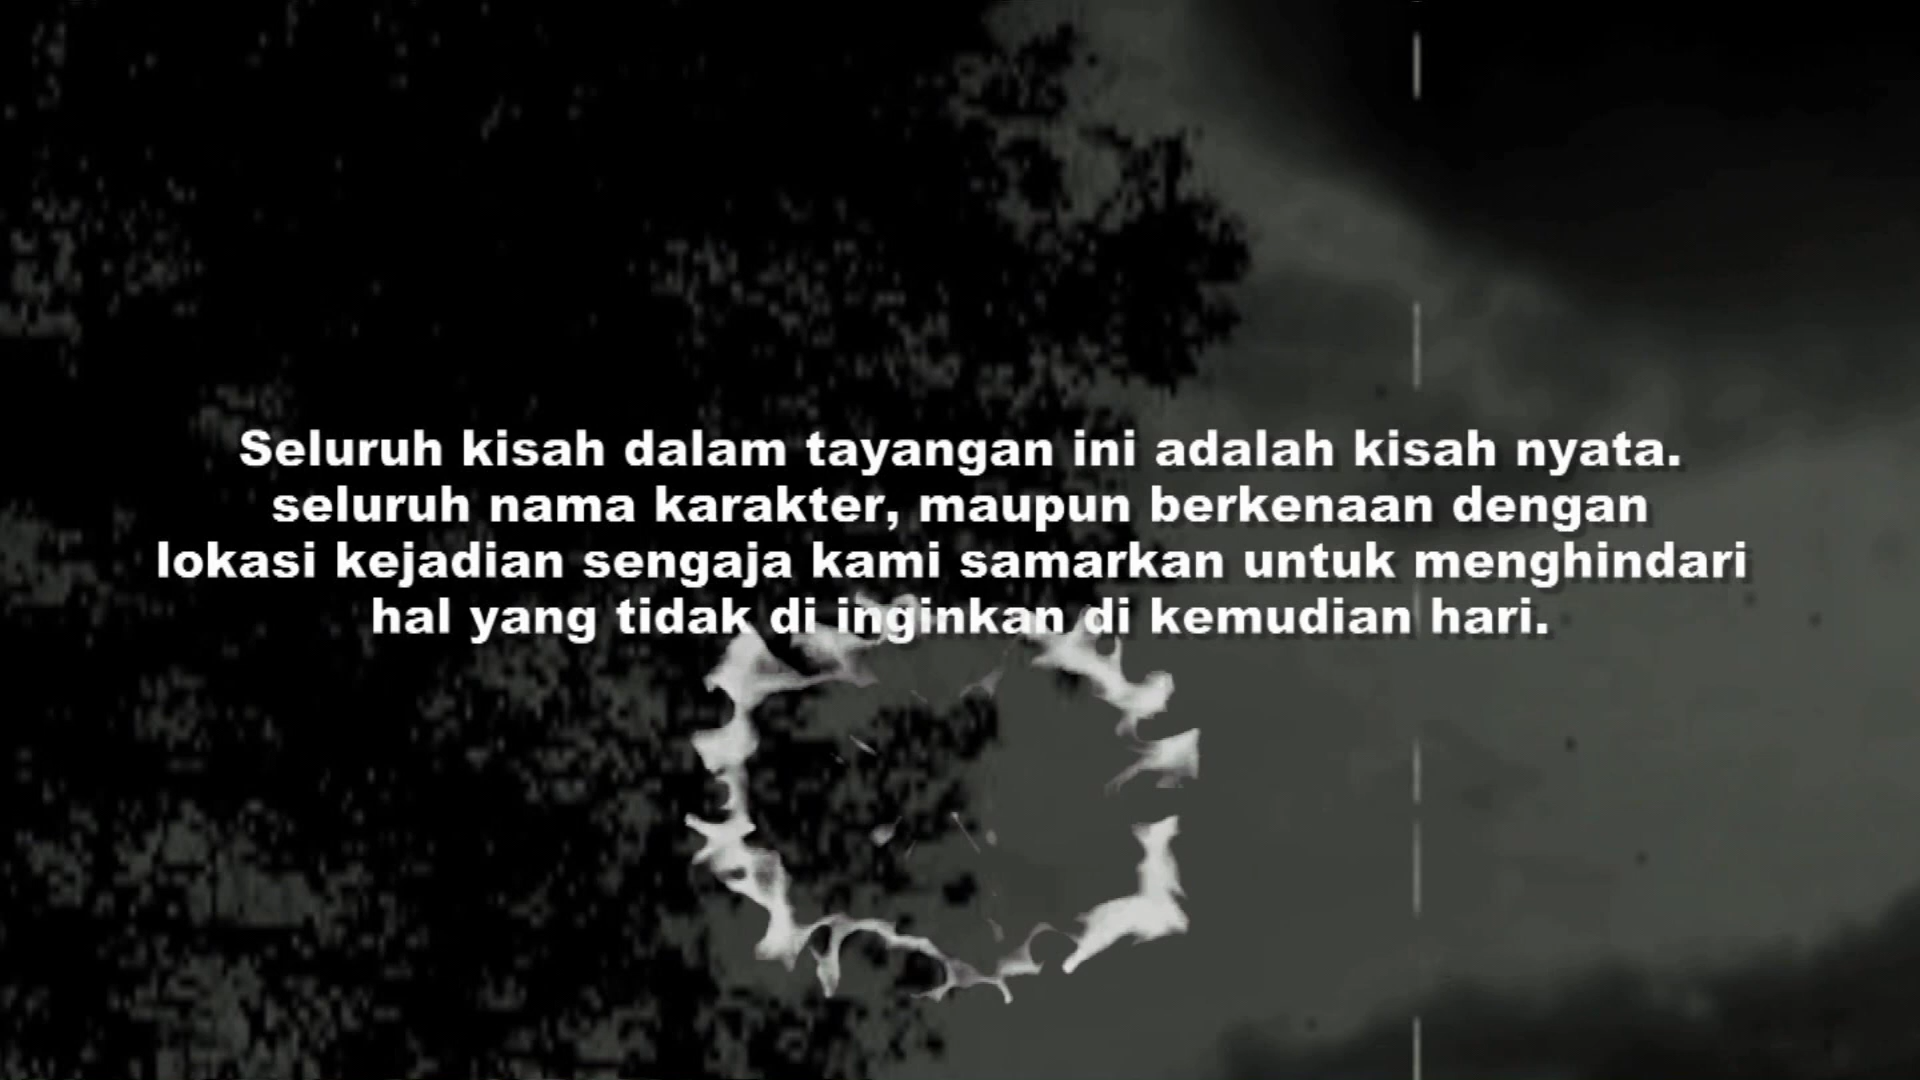 Seluruh kisah dalam tayangan ini adalah kisah nyata.
seluruh nama karakter, maupun berkenaan dengan
lokasi kejadian sengaja kami samarkan untuk menghindari
hal yang tidak di inginkan di kemudian hari.